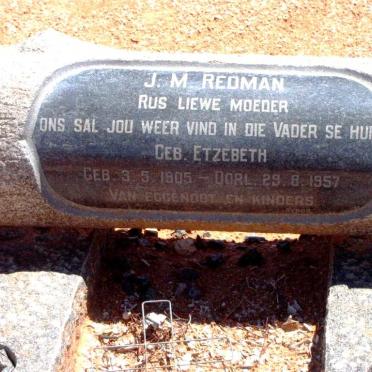 J. M. REDMAN
RUS LIEWE MOEDER
ONS SAL JOU WEER VIND IN DIE VADER SE
GEB. ETZEBETH
GEB. 3. 5. 1905 — OORL. 29. 8. 1957
VAN EGGENOOT EN KINDERS